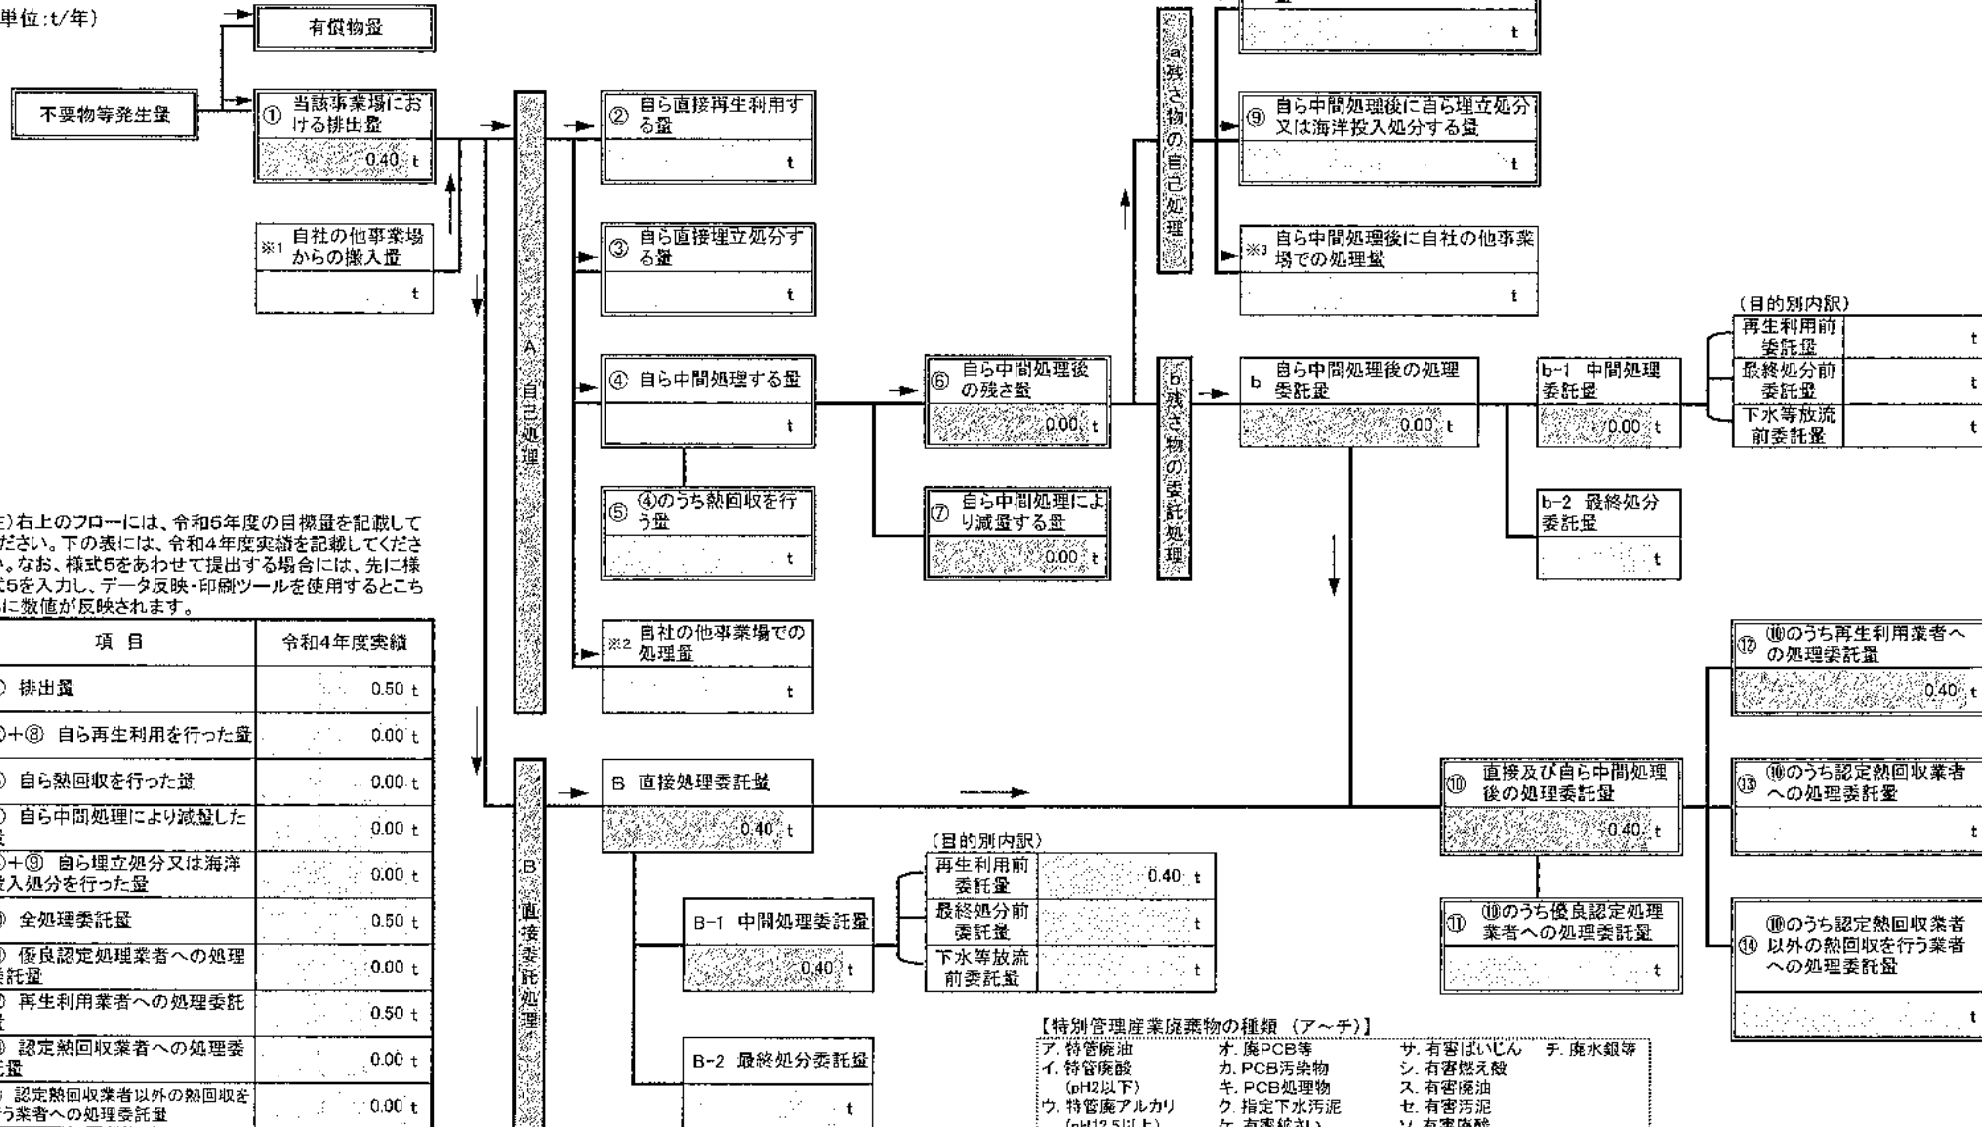 単位:t/年)
有償物量
不要物等発生量
① 当該事業場にお
ける排出量
0.40 t
※1 自社の他事業場
からの搬入量
t
A 自己処理
② 自ら直接再生利用す
る量
t
③ 自ら直接埋立処分す
る量
t
④ 自ら中間処理する量
t
⑤ ④のうち熱回収を行
う量
t
※2 自社の他事業場での
処理量
t
⑥ 自ら中間処理後
の残さ量
0.00 t
⑦ 自ら中間処理によ
り減量する量
0.00 t
a 残さ物の自己処理
量
t
⑨ 自ら中間処理後に自ら埋立処分
又は海洋投入処分する量
t
※3 自ら中間処理後に自社の他事業
場での処理量
t
b 残さ物の委託処理
b 自ら中間処理後の処理
委託量
0.00 t
b-1 中間処理
委託量
0.00 t
b-2 最終処分
委託量
t
(目的別内訳)
再生利用前
委託量
t
最終処分前
委託量
t
下水等放流
前委託量
t
)右上のフローには、令和6年度の目標量を記載して
ださい。下の表には、令和4年度実績を記載してくださ
。なお、様式5をあわせて提出する場合には、先に様
式5を入力し、データ反映・印刷ツールを使用するとこち
に数値が反映されます。
項 目 令和4年度実績
排出量 0.50 t
+⑧ 自ら再生利用を行った量 0.00 t
自ら熱回収を行った量 0.00 t
自ら中間処理により減量した
量 0.00 t
+⑨ 自ら埋立処分又は海洋
投入処分を行った量 0.00 t
全処理委託量 0.50 t
優良認定処理業者への処理
委託量 0.00 t
再生利用業者への処理委託
量 0.50 t
認定熱回収業者への処理委
託量 0.00 t
認定熱回収業者以外の熱回収を
行う業者への処理委託量 0.00 t
B 直接委託処理
B 直接処理委託量
0.40 t
B-1 中間処理委託量
0.40 t
B-2 最終処分委託量
t
(目的別内訳)
再生利用前
委託量
0.40 t
最終処分前
委託量
t
下水等放流
前委託量
t
⑩ 直接及び自ら中間処理
後の処理委託量
0.40 t
⑪ ⑩のうち優良認定処理
業者への処理委託量
t
⑫ ⑩のうち再生利用業者へ
の処理委託量
0.40 t
⑬ ⑩のうち認定熱回収業者
への処理委託量
t
⑭ ⑩のうち認定熱回収業者
以外の熱回収を行う業者
への処理委託量
t
【特別管理産業廃棄物の種類 (ア～チ)】
ア. 特管廃油 オ. 廃PCB等 サ. 有害ばいじん チ. 廃水銀等
イ. 特管廃酸 カ. PCB汚染物 シ. 有害燃え殻
(pH2以下) キ. PCB処理物 ス. 有害廃油
ウ. 特管廃アルカリ ク. 指定下水汚泥 セ. 有害汚泥
(pH12.5以上) ケ. 有害鉱さい ソ. 有害廃酸